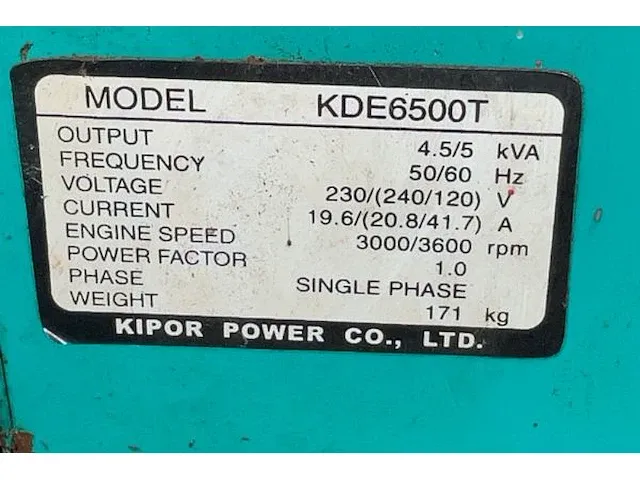 MODEL KDE6500T
OUTPUT 4.5/5 kVA
FREQUENCY 50/60 Hz
VOLTAGE 230/(240/120) V
CURRENT 19.6/(20.8/41.7) A
ENGINE SPEED 3000/3600 rpm
POWER FACTOR 1.0
PHASE SINGLE PHASE
WEIGHT 171 kg
KIPOR POWER CO., LTD.